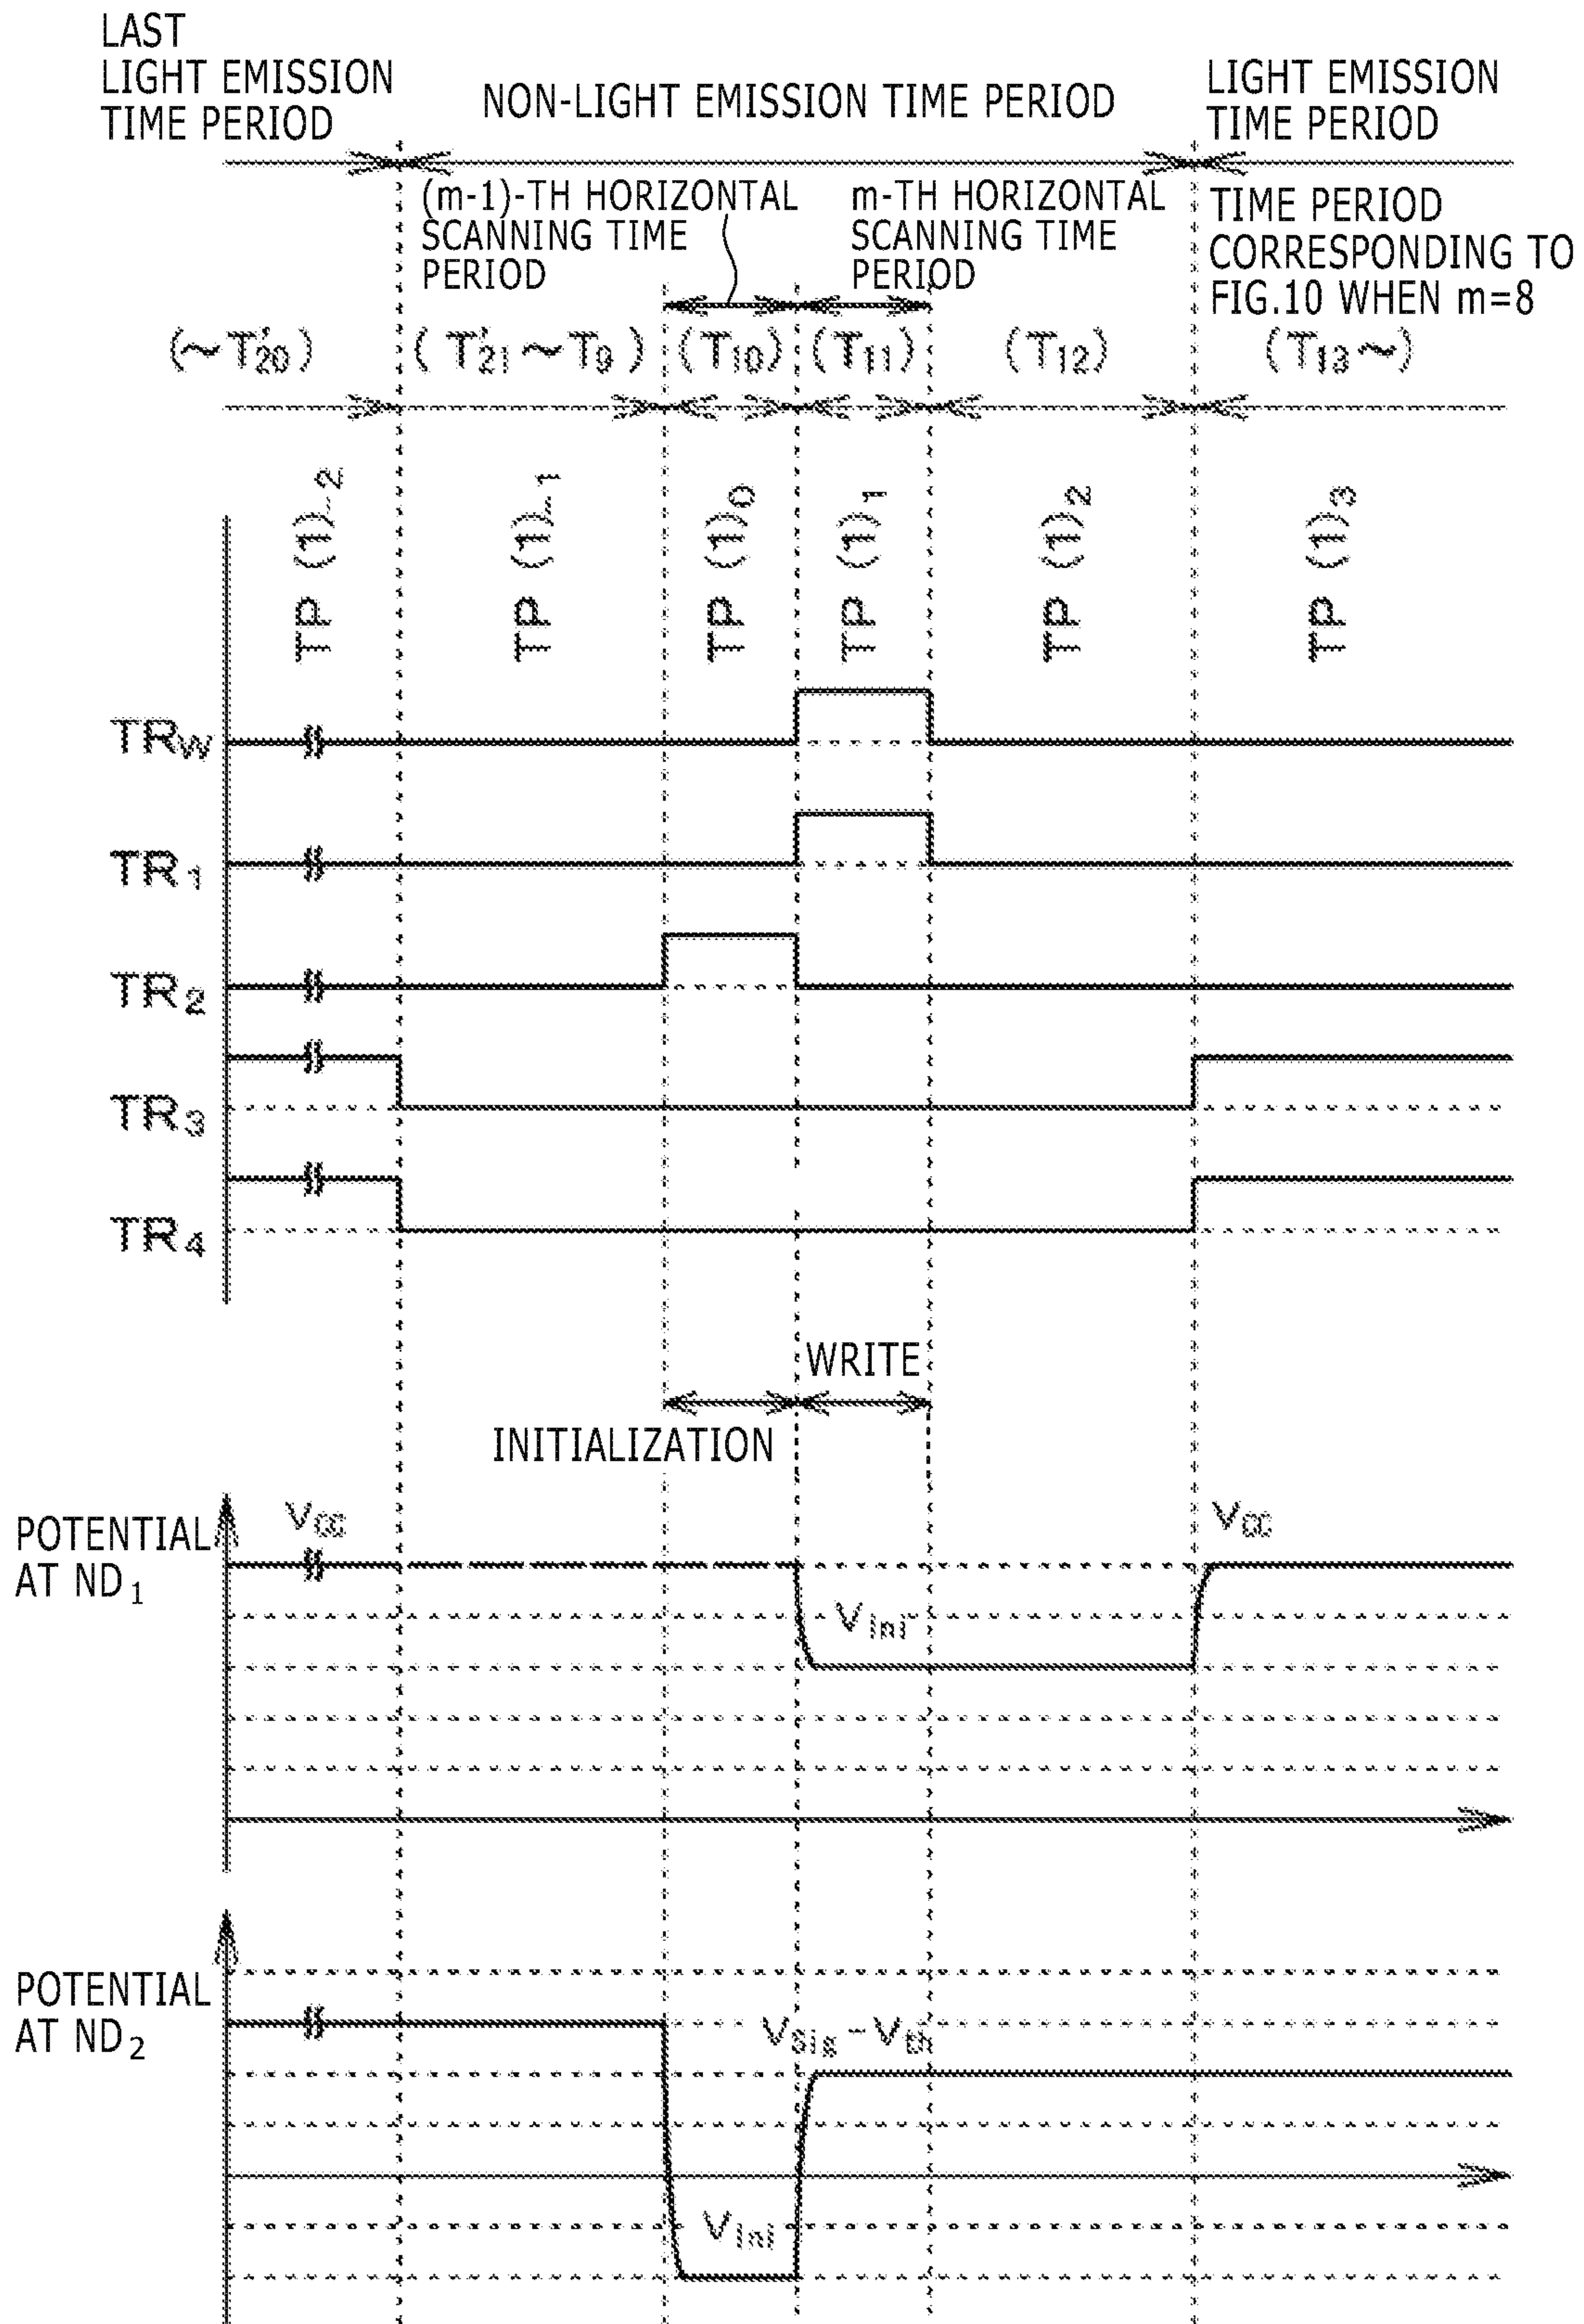 LAST
LIGHT EMISSION
TIME PERIOD
NON-LIGHT EMISSION TIME PERIOD
LIGHT EMISSION
TIME PERIOD
(m-1)-TH HORIZONTAL
SCANNING TIME
PERIOD
m-TH HORIZONTAL
SCANNING TIME
PERIOD
TIME PERIOD
CORRESPONDING TO
FIG.10 WHEN m=8
(~T'20)
(T'21~T9)
(T10)
(T11)
(T12)
(T13~)
TP (1)-2
TP (1)-1
TP (1)0
TP (1)1
TP (1)2
TP (1)3
TRW
TR1
TR2
TR3
TR4
WRITE
INITIALIZATION
POTENTIAL
AT ND1
VCC
VIni
VCC
POTENTIAL
AT ND2
VSig-Vth
VIni